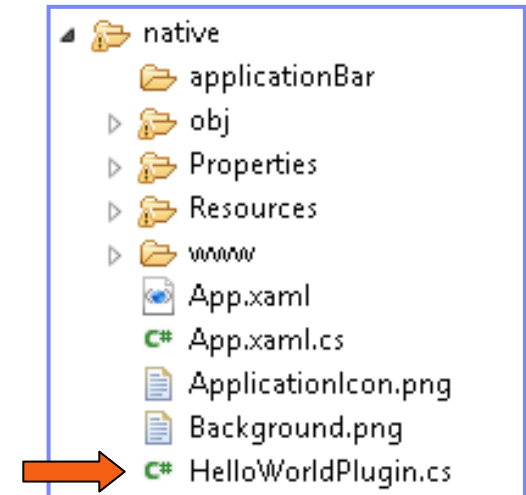 native
applicationBar
obj
Properties
Resources
www
App.xaml
C# App.xaml.cs
ApplicationIcon.png
Background.png
C# HelloWorldPlugin.cs